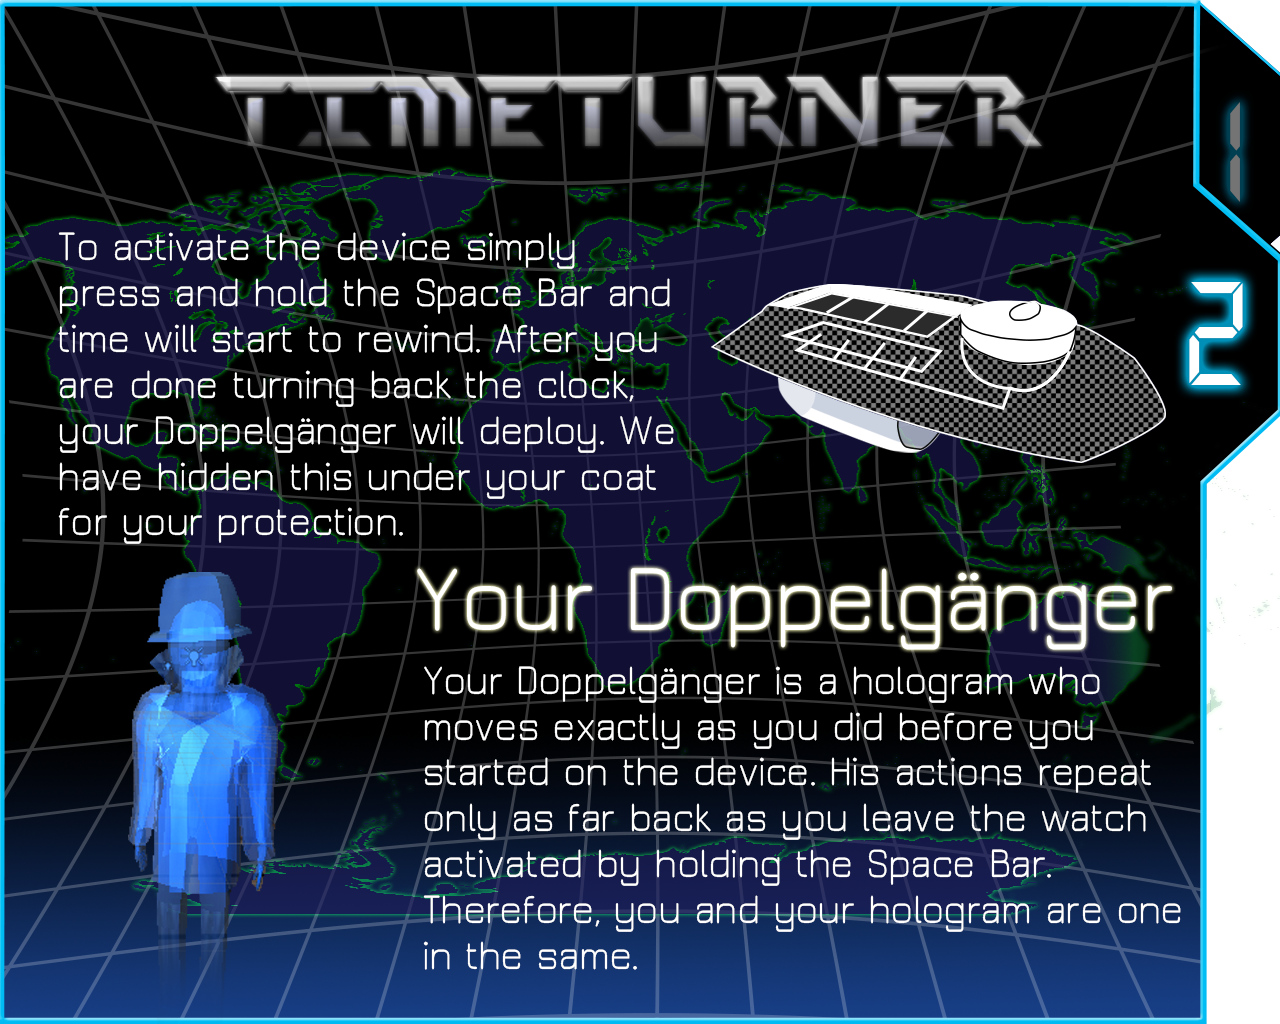 TIMETURNER
1
2
To activate the device simply
press and hold the Space Bar and
time will start to rewind. After you
are done turning back the clock,
your Doppelgänger will deploy. We
have hidden this under your coat
for your protection.
Your Doppelgänger
Your Doppelgänger is a hologram who
moves exactly as you did before you
started on the device. His actions repeat
only as far back as you leave the watch
activated by holding the Space Bar.
Therefore, you and your hologram are one
in the same.